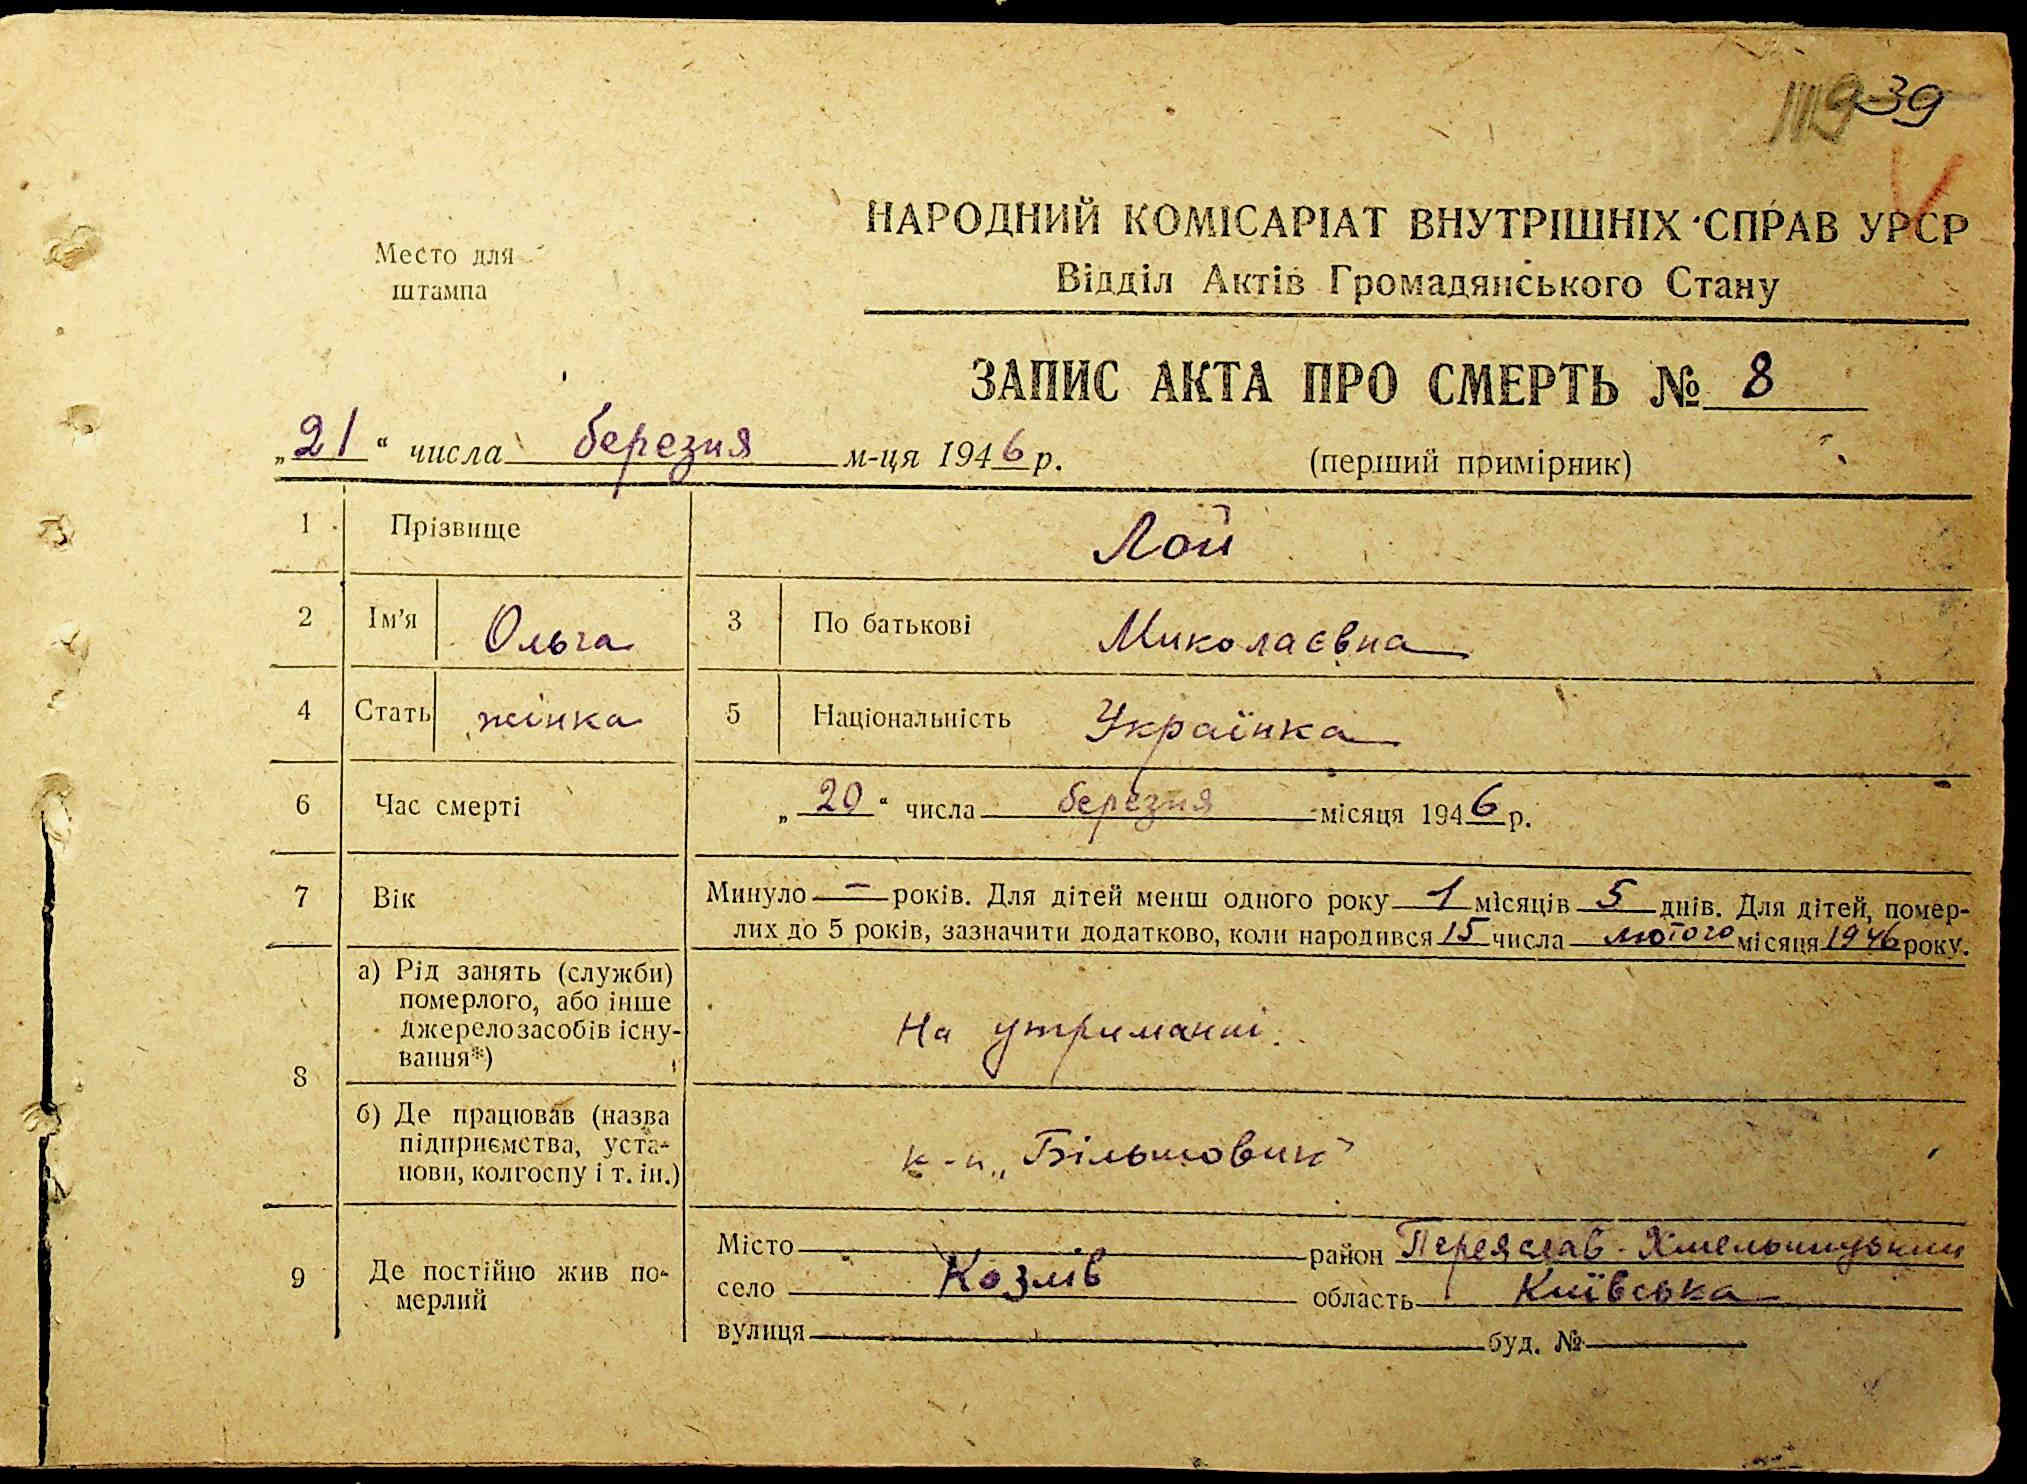 39
НАРОДНИЙ КОМІСАРІАТ ВНУТРІШНІХ СПРАВ УРСР
Место для
штампа
Відділ Актів Громадянського Стану
ЗАПИС АКТА ПРО СМЕРТЬ № 8
„21“ числа березня м-ця 1946 р.
(перший примірник)
1 Прізвище Лой
2 Ім'я Ольга 3 По батькові Миколаєвна
4 Стать жінка 5 Національність Українка
6 Час смерті „20“ числа березня місяця 1946 р.
7 Вік Минуло — років. Для дітей менш одного року 1 місяців 5 днів. Для дітей, помер-
лих до 5 років, зазначити додатково, коли народився 15 числа лютого місяця 1946 року.
8 а) Рід занять (служби)
померлого, або інше
джерело засобів існу-
вання*)
На утриманні.
б) Де працював (назва
підприємства, уста-
нови, колгоспу і т. ін.)
к-п „Більшовик"
9 Де постійно жив по-
мерлий
Місто район Переяслав-Хмельницький
село Козлів область Київська
вулиця буд. №